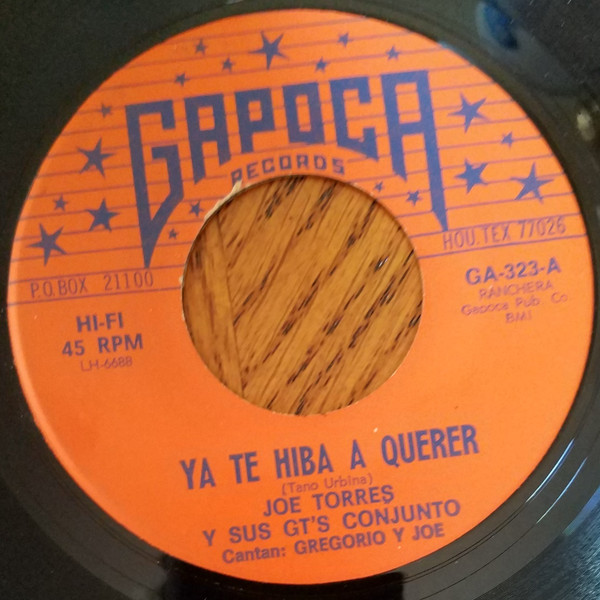 GAPOCA
RECORDS
P.O. BOX 21100
HOU. TEX 77026
HI-FI
45 RPM
LH-6688
GA-323-A
RANCHERA
Gapoca Pub. Co.
BMI
YA TE HIBA A QUERER
(Tano Urbina)
JOE TORRES
Y SUS GT'S CONJUNTO
Cantan: GREGORIO Y JOE